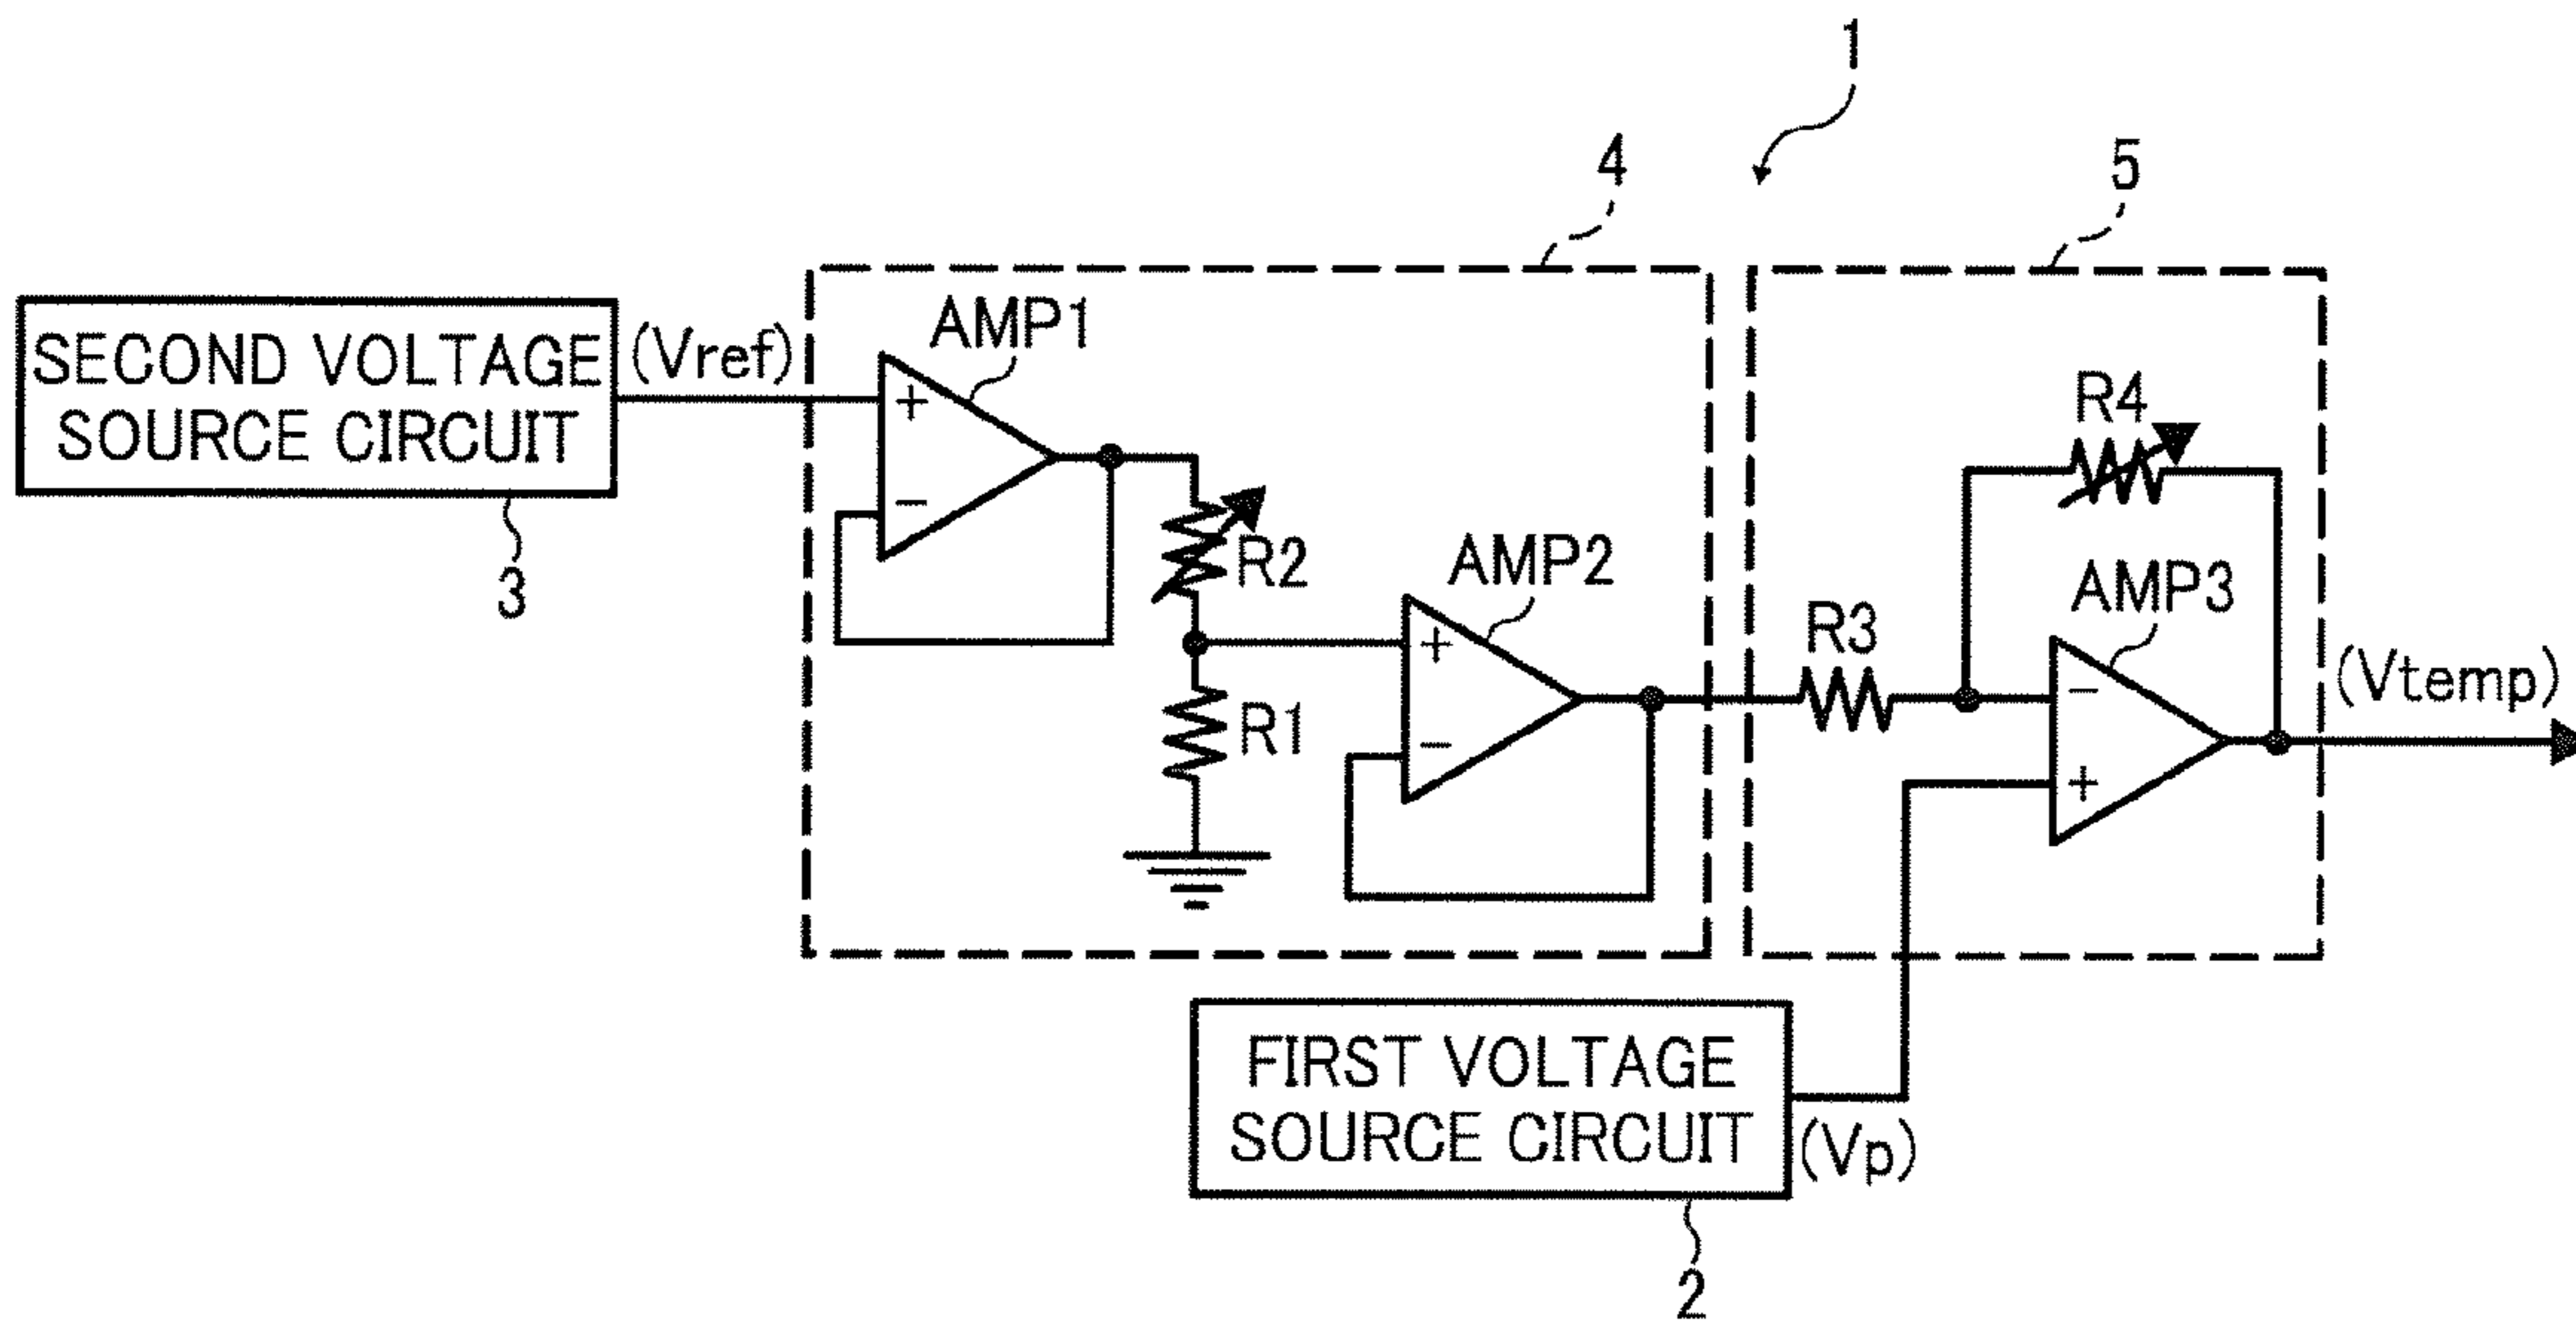 1
4
5
SECOND VOLTAGE
SOURCE CIRCUIT
3
(Vref)
AMP1
+
−
R2
R1
AMP2
+
−
R3
R4
AMP3
−
+
(Vtemp)
FIRST VOLTAGE
SOURCE CIRCUIT
2
(Vp)